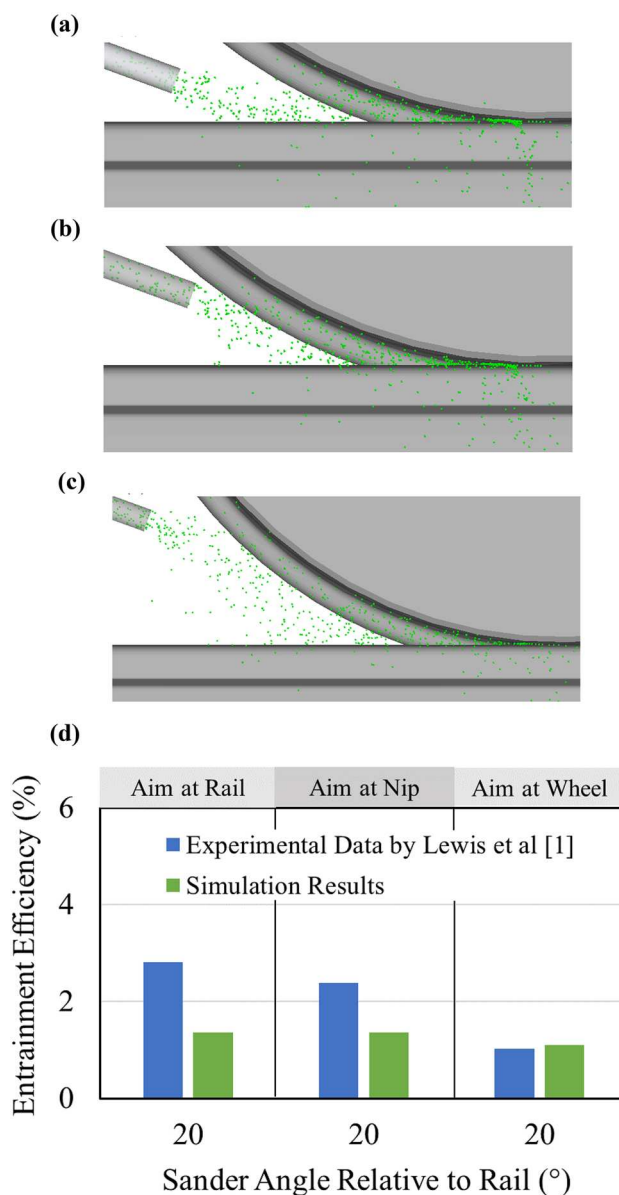 (a)
(b)
(c)
(d)
Aim at Rail Aim at Nip Aim at Wheel
Entrainment Efficiency (%)
6
Experimental Data by Lewis et al [1]
Simulation Results
4
2
0
20 20 20
Sander Angle Relative to Rail (°)